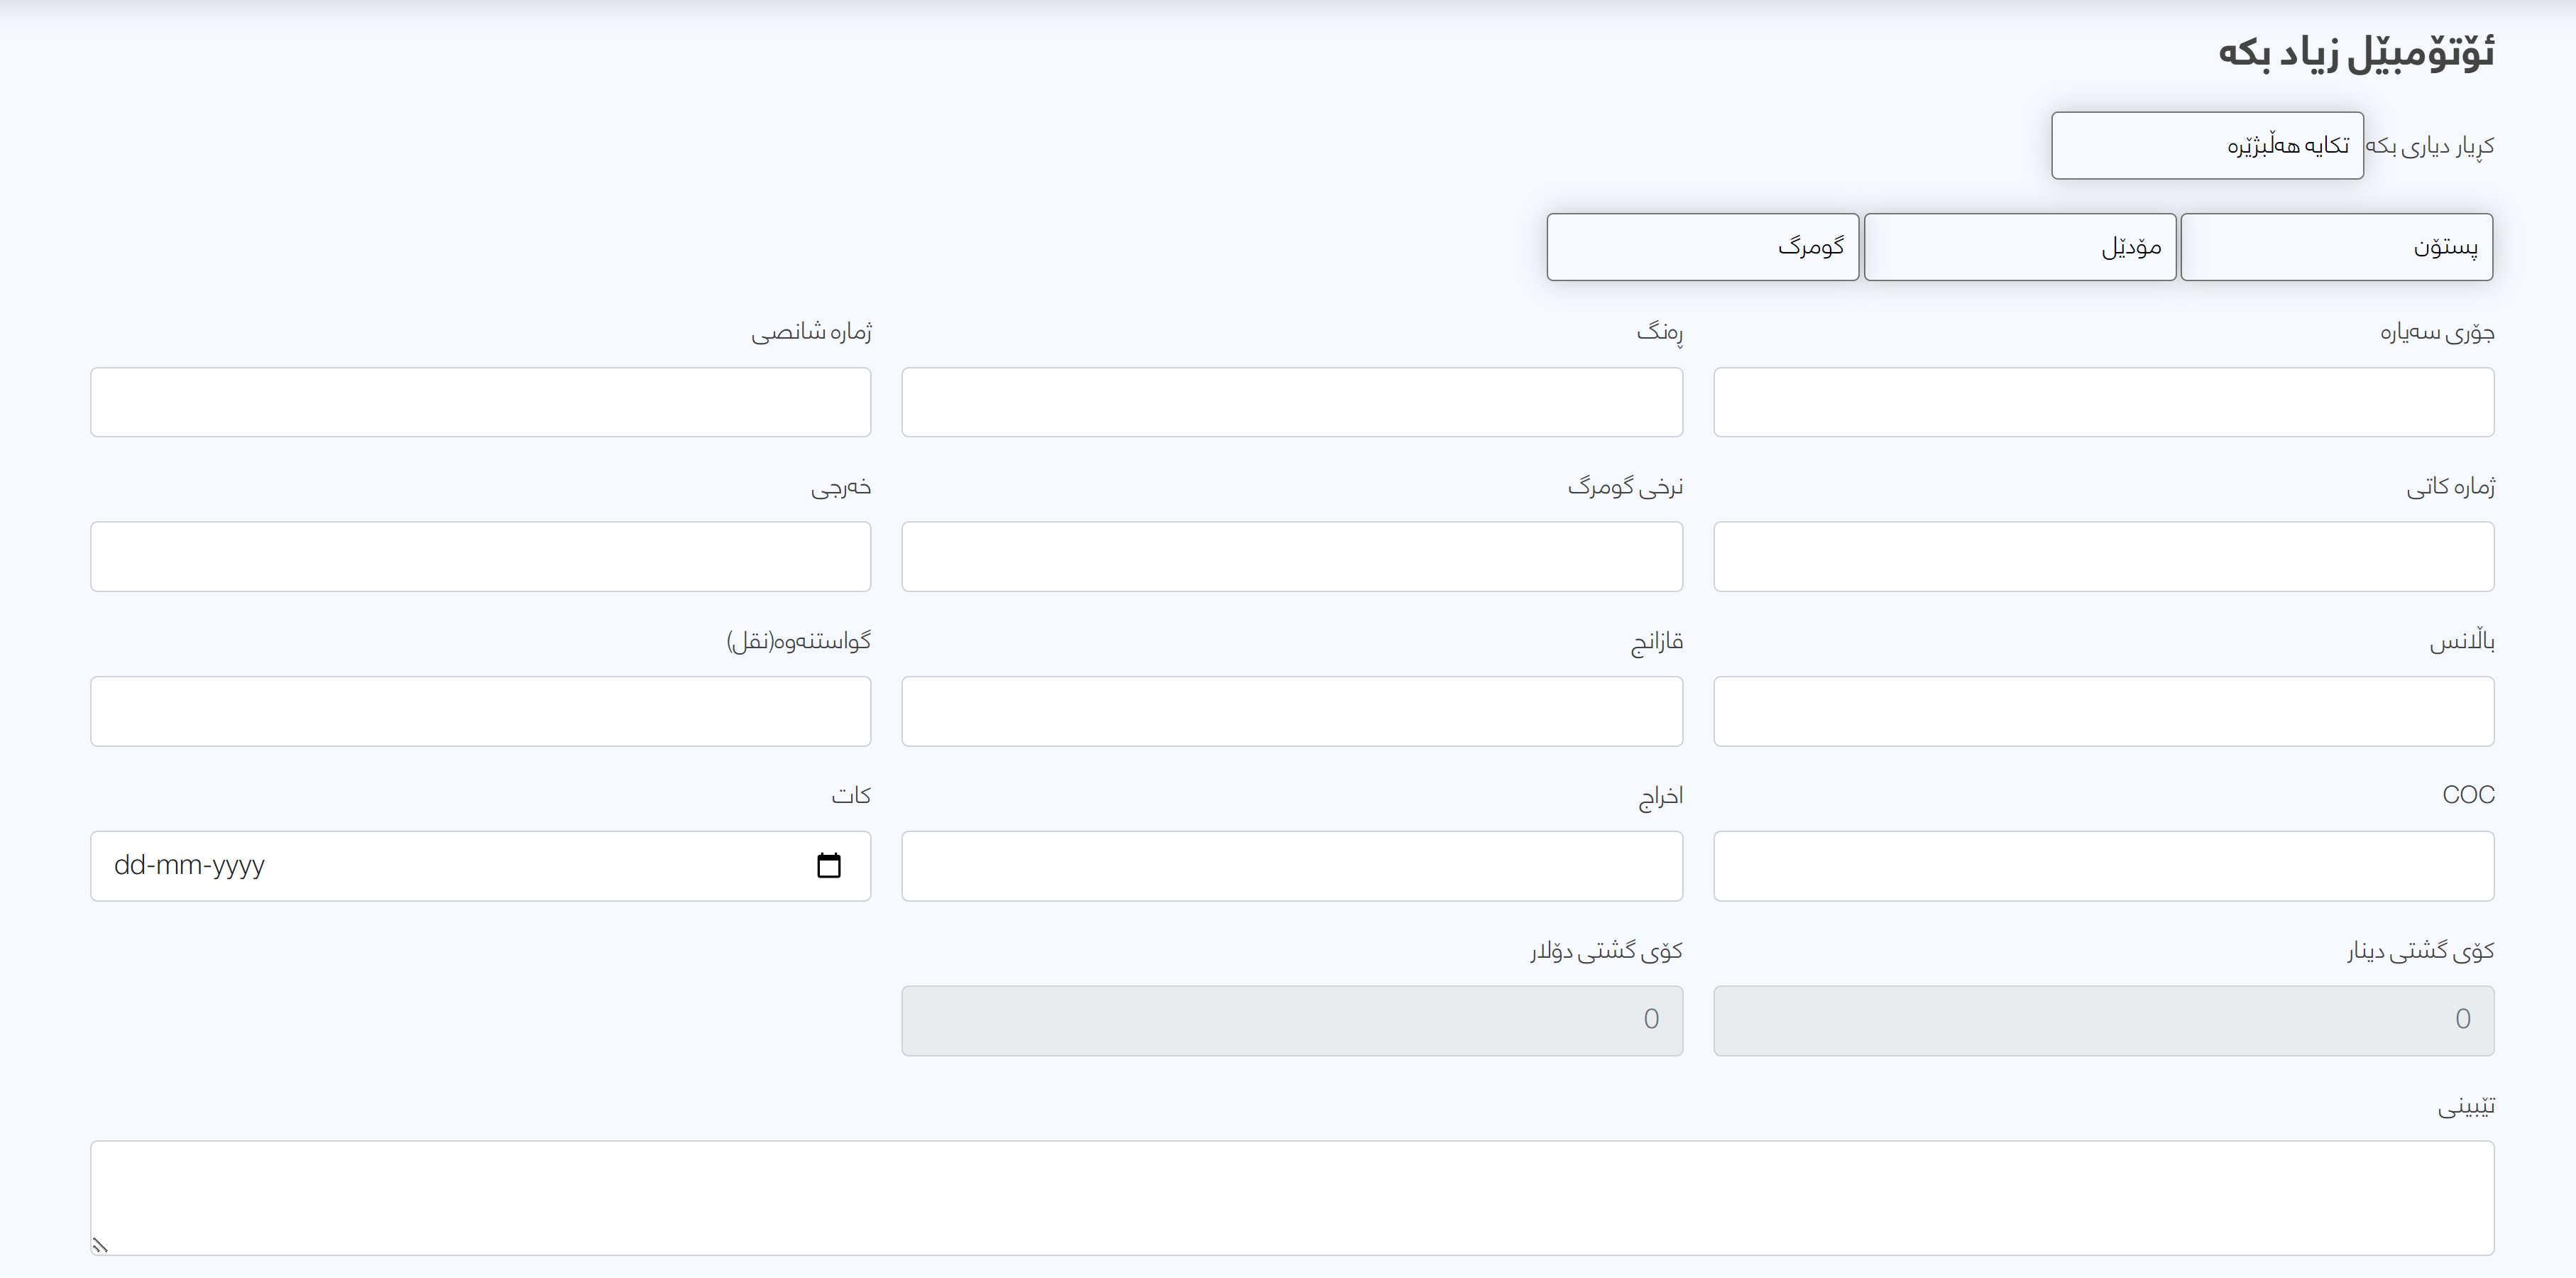 ئۆتۆمبێل زیاد بکە
کڕیار دیاری بکە تکایە هەڵبژێرە
پستۆن مۆدێل گومرگ
جۆری سەیارە ڕەنگ ژمارە شانصی
ژمارە کاتی نرخی گومرگ خەرجی
باڵانس قازانج گواستنەوە(نقل)
COC اخراج کات
dd-mm-yyyy
کۆی گشتی دینار کۆی گشتی دۆلار
0 0
تێبینی